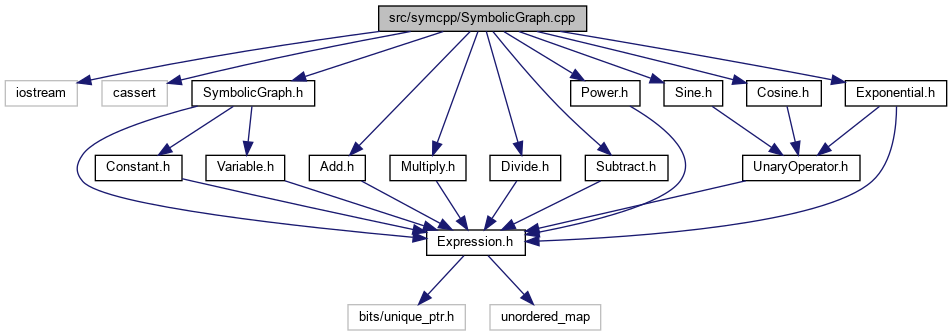 src/symcpp/SymbolicGraph.cpp
iostream
cassert
SymbolicGraph.h
Power.h
Sine.h
Cosine.h
Exponential.h
Constant.h
Variable.h
Add.h
Multiply.h
Divide.h
Subtract.h
UnaryOperator.h
Expression.h
bits/unique_ptr.h
unordered_map